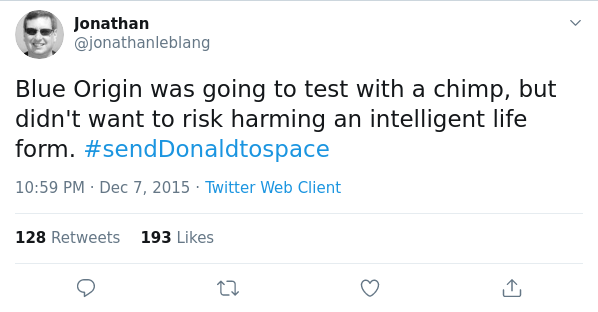 Jonathan
@jonathanleblang
Blue Origin was going to test with a chimp, but
didn't want to risk harming an intelligent life
form. #sendDonaldtospace
10:59 PM · Dec 7, 2015 · Twitter Web Client
128 Retweets 193 Likes